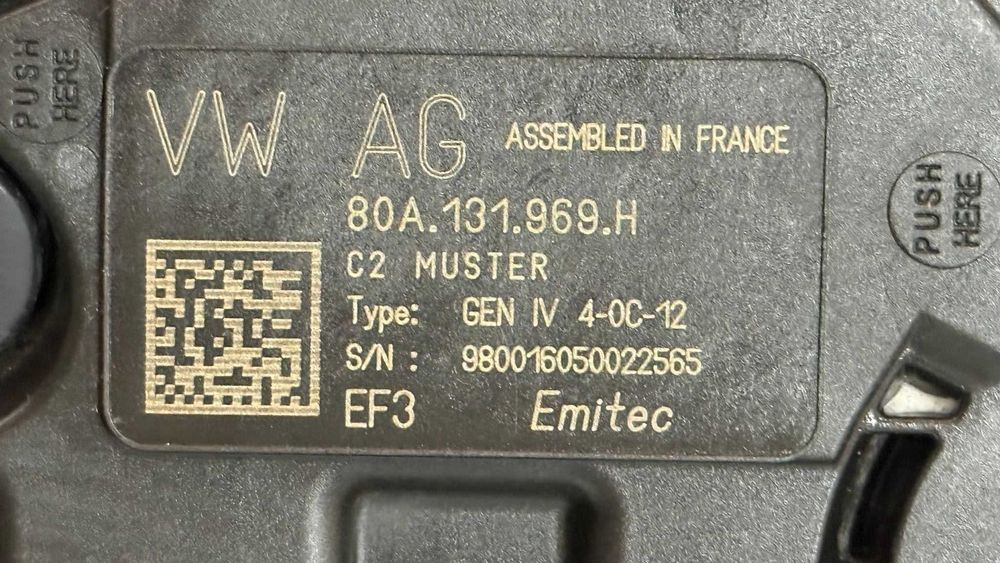 PUSH
HERE
VW AG ASSEMBLED IN FRANCE
80A.131.969.H
C2 MUSTER
Type: GEN IV 4-0C-12
S/N : 980016050022565
EF3 Emitec
PUSH
HERE